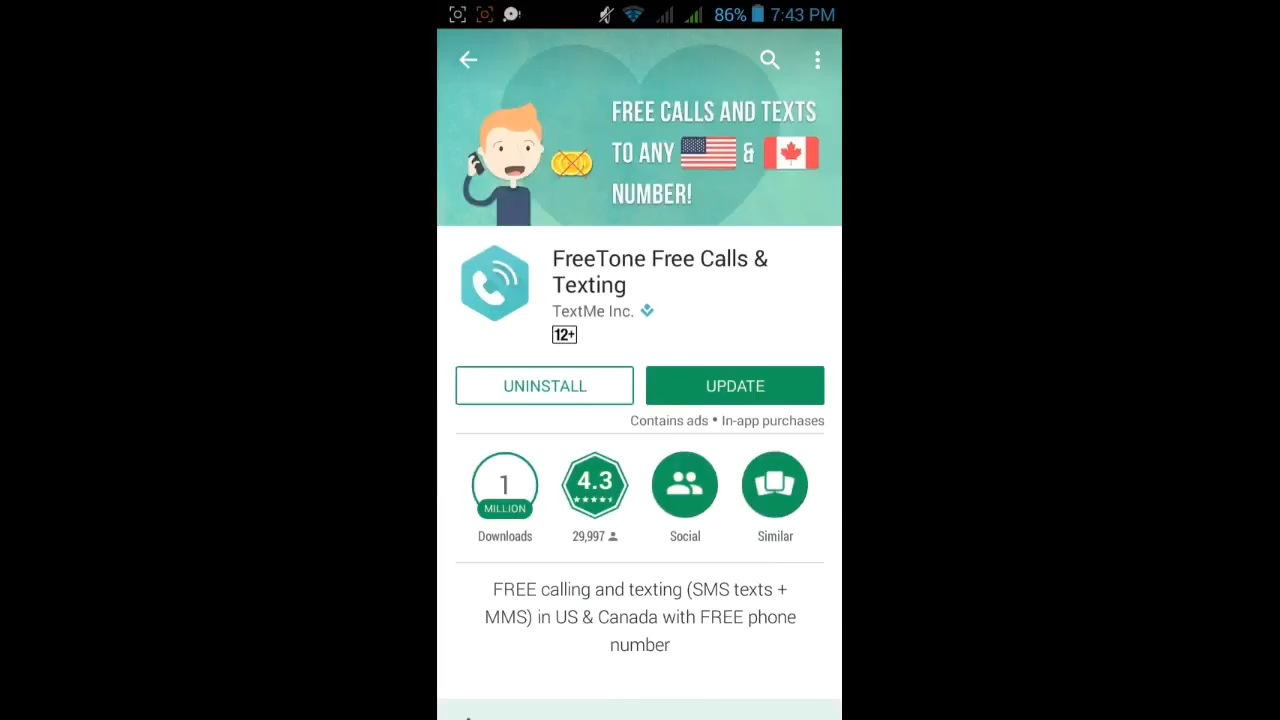 86% 7:43 PM
FREE CALLS AND TEXTS
TO ANY &
NUMBER!
FreeTone Free Calls &
Texting
TextMe Inc.
12+
UNINSTALL
UPDATE
Contains ads • In-app purchases
1
MILLION
Downloads
4.3
29,997
Social
Similar
FREE calling and texting (SMS texts +
MMS) in US & Canada with FREE phone
number